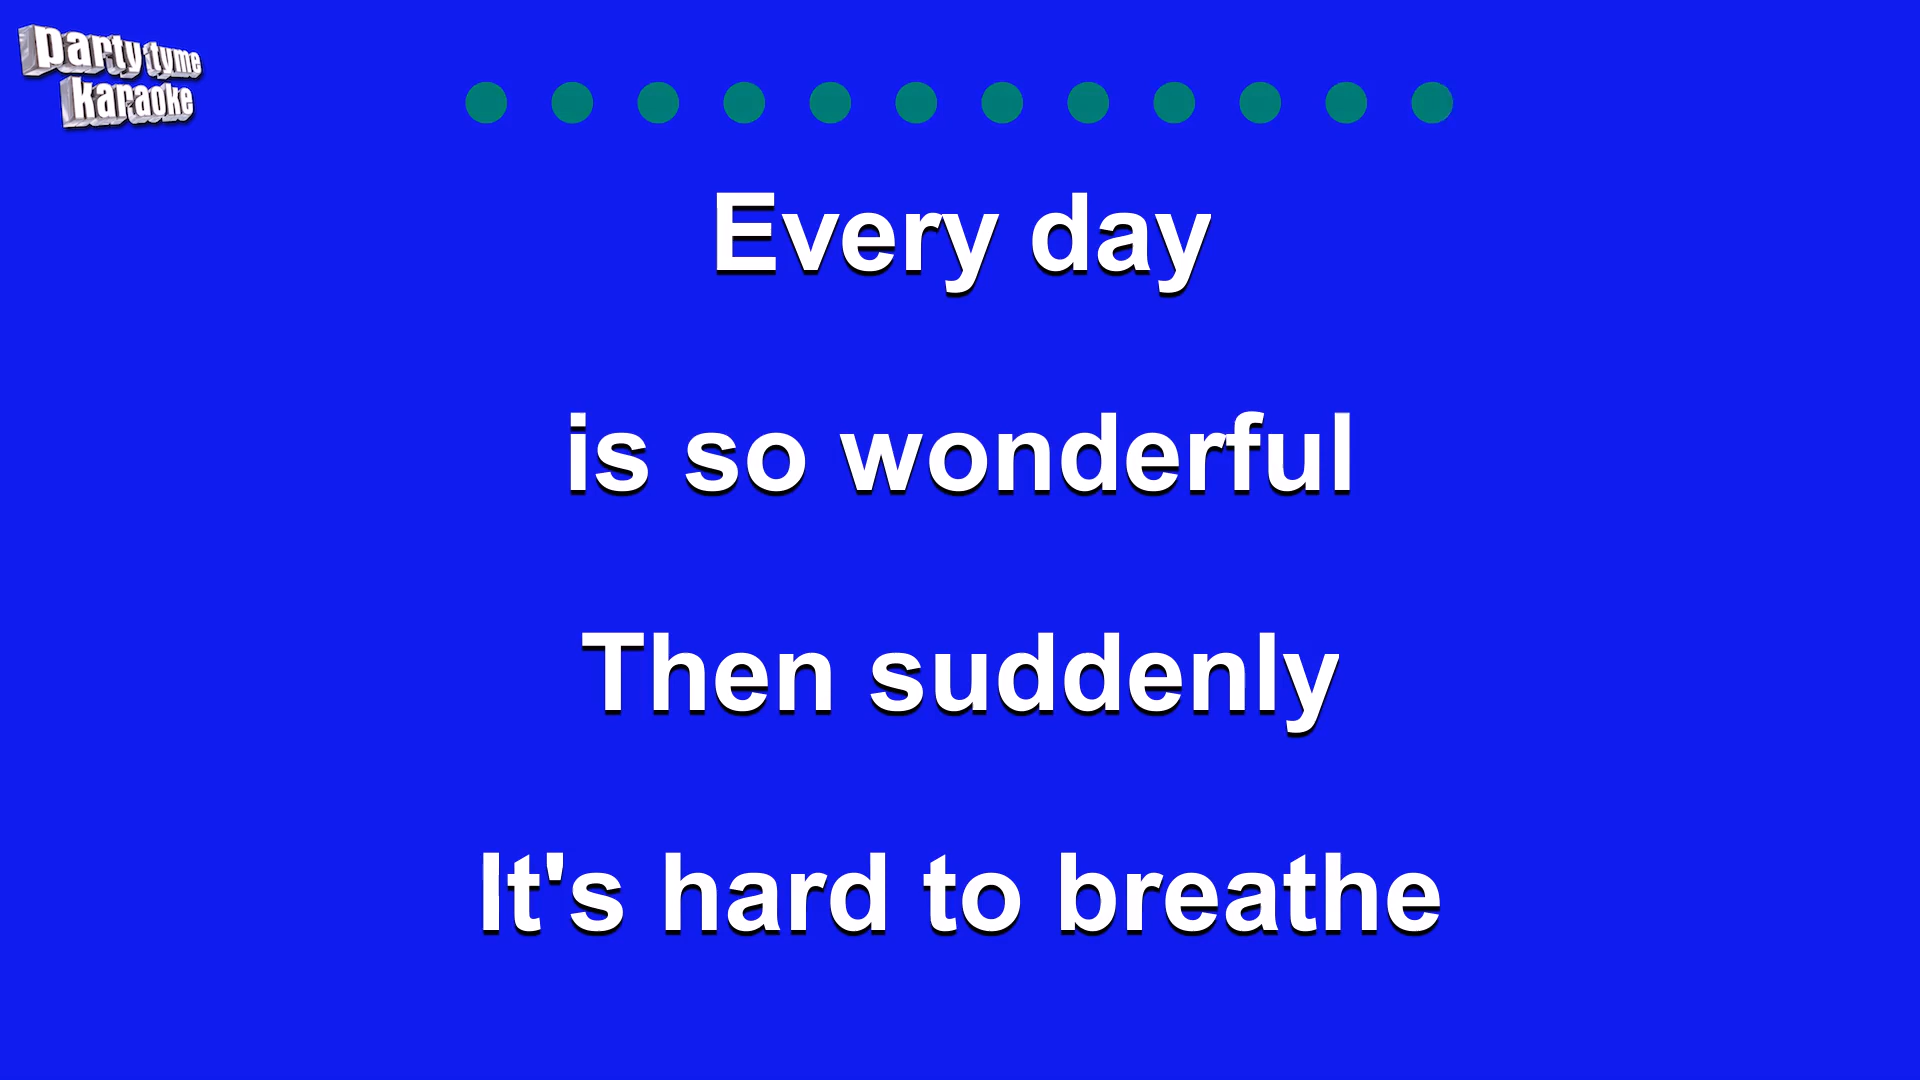 party tyme
karaoke
Every day
is so wonderful
Then suddenly
It's hard to breathe